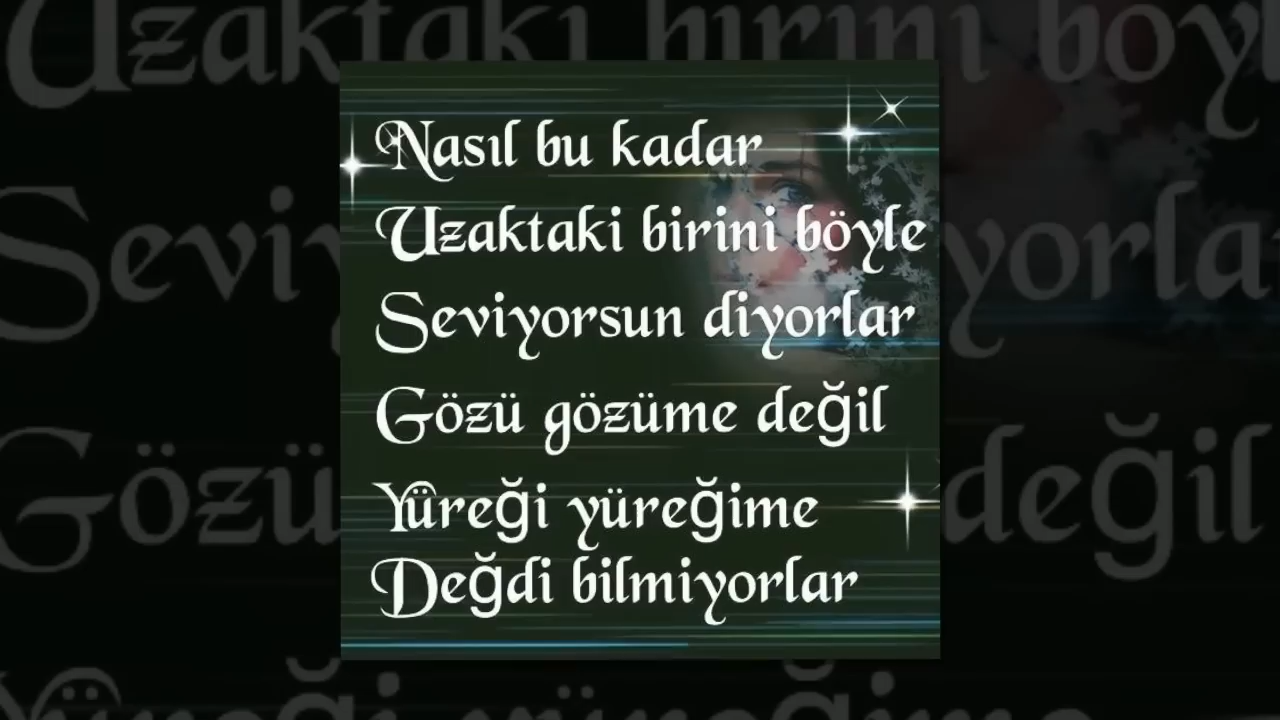 Nasıl bu kadar
Uzaktaki birini böyle
Seviyorsun diyorlar
Gözü gözüme değil
Yüreği yüreğime
Değdi bilmiyorlar